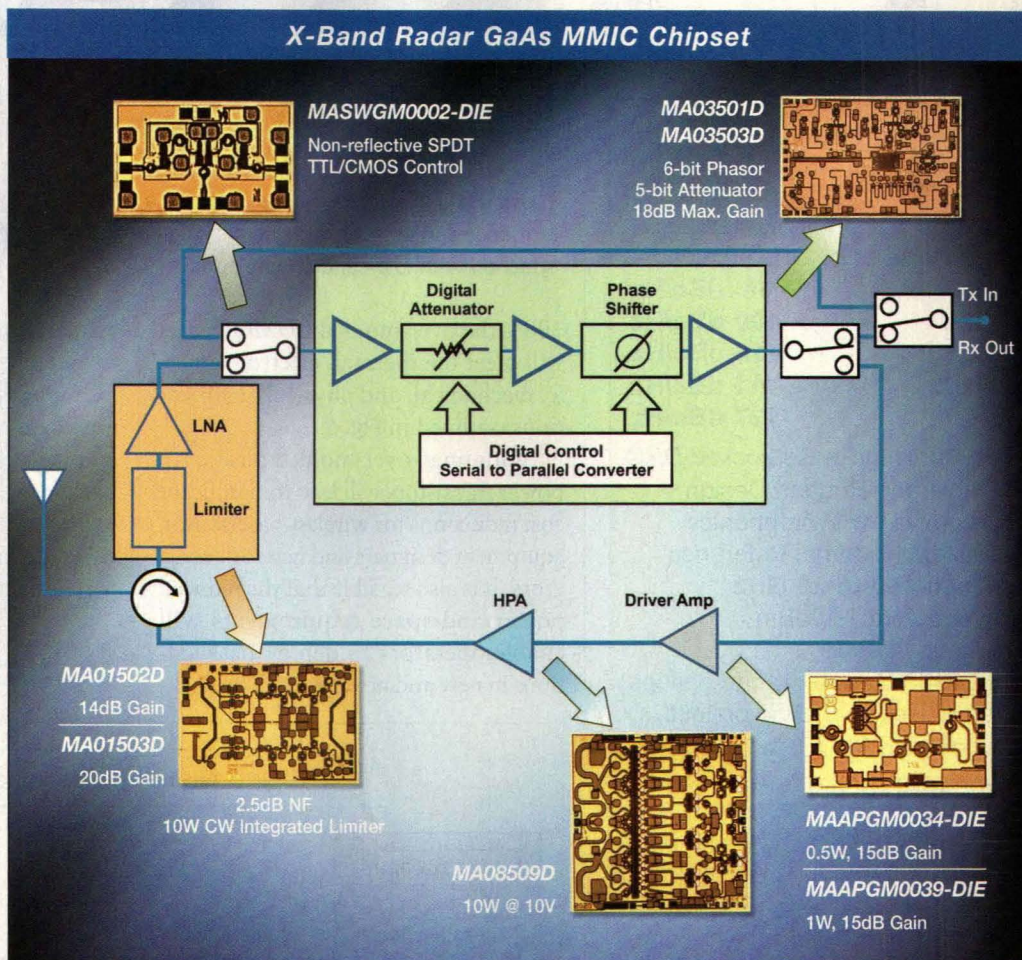 X-Band Radar GaAs MMIC Chipset
MASWGM0002-DIE
Non-reflective SPDT
TTL/CMOS Control
MA03501D
MA03503D
6-bit Phasor
5-bit Attenuator
18dB Max. Gain
Digital
Attenuator
Phase
Shifter
Tx In
Rx Out
LNA
Limiter
Digital Control
Serial to Parallel Converter
HPA
Driver Amp
MA01502D
14dB Gain
MA01503D
20dB Gain
2.5dB NF
10W CW Integrated Limiter
MA08509D
10W @ 10V
MAAPGM0034-DIE
0.5W, 15dB Gain
MAAPGM0039-DIE
1W, 15dB Gain